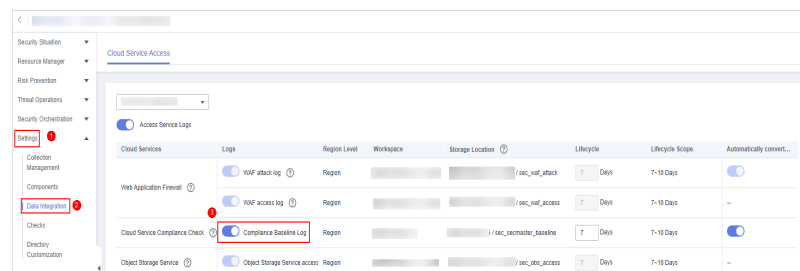 <
Security Situation
Resource Manager
Risk Prevention
Threat Operations
Security Orchestration
Settings 1
Collection
Management
Components
Data Integration 2
Checks
Directory
Customization
Cloud Service Access
Access Service Logs
Cloud Services Logs Region Level Workspace Storage Location ? Lifecycle Lifecycle Scope Automatically convert...
Web Application Firewall ?
WAF attack log ? Region / sec_waf_attack 7 Days 7~10 Days
WAF access log ? Region / sec_waf_access 7 Days 7~10 Days --
3
Cloud Service Compliance Check ? Compliance Baseline Log Region / sec_secmaster_baseline 7 Days 7~10 Days
Object Storage Service ? Object Storage Service access Region / sec_obs_access 7 Days 7~10 Days --